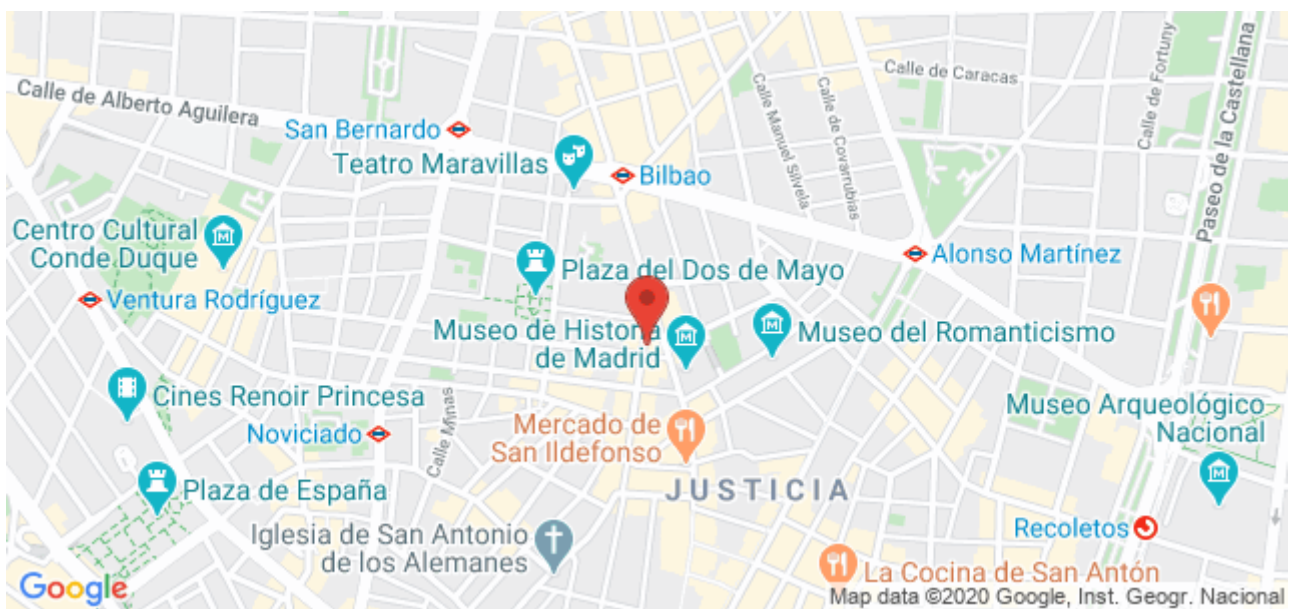 Calle de Alberto Aguilera
San Bernardo
Teatro Maravillas
Bilbao
Calle Manuel Silvela
Calle de Covarrubias
Calle de Caracas
Calle de Fortuny
Paseo de la Castellana
Centro Cultural
Conde Duque
Ventura Rodríguez
Plaza del Dos de Mayo
Alonso Martínez
Museo de Historia
de Madrid
Museo del Romanticismo
Cines Renoir Princesa
Noviciado
Calle Minas
Mercado de
San Ildefonso
Museo Arqueológico
Nacional
Plaza de España
JUSTICIA
Iglesia de San Antonio
de los Alemanes
Recoletos
La Cocina de San Antón
Google
Map data ©2020 Google, Inst. Geogr. Nacional